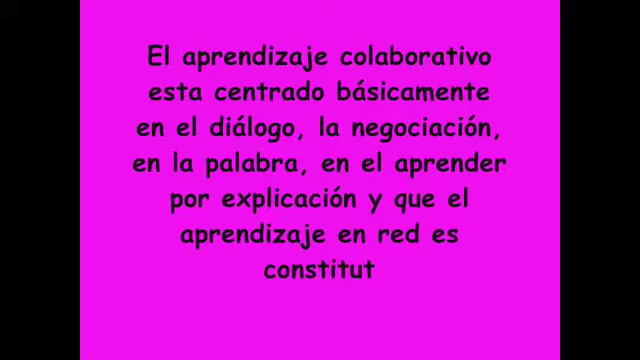 El aprendizaje colaborativo
esta centrado básicamente
en el diálogo, la negociación,
en la palabra, en el aprender
por explicación y que el
aprendizaje en red es
constitut